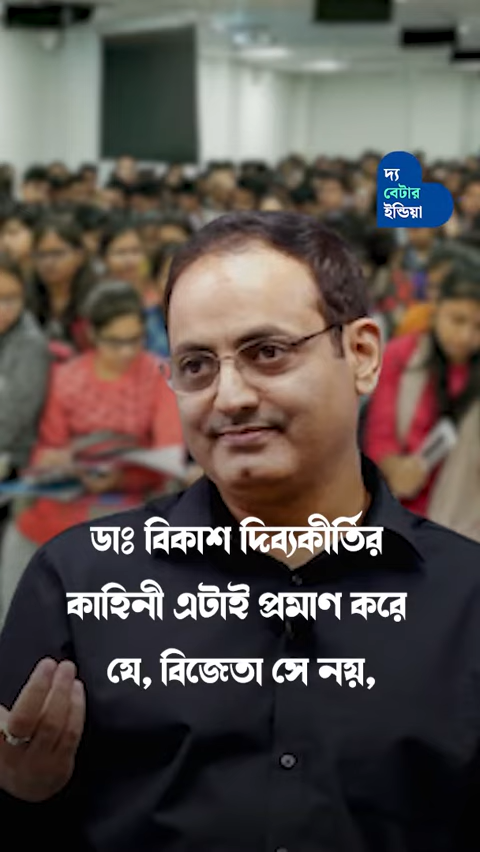 দ্য
বেটার
ইন্ডিয়া
ডাঃ বিকাশ দিব্যকীর্তির
কাহিনী এটাই প্রমাণ করে
যে, বিজেতা সে নয়,